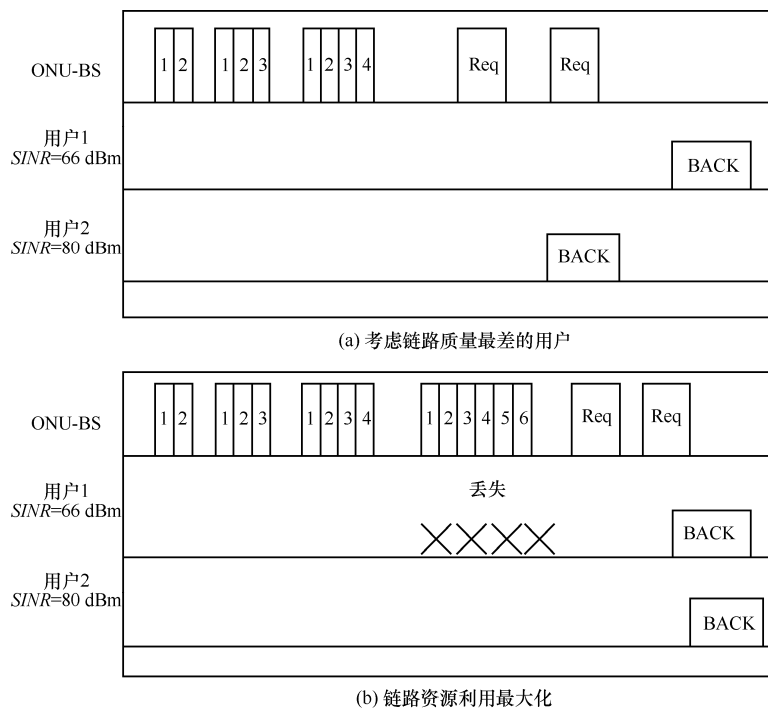 1 2 1 2 3 1 2 3 4 Req Req
ONU-BS
用户1
SINR=66 dBm
BACK
用户2
SINR=80 dBm
BACK
(a) 考虑链路质量最差的用户
1 2 1 2 3 1 2 3 4 1 2 3 4 5 6 Req Req
ONU-BS
用户1
SINR=66 dBm
丢失
BACK
用户2
SINR=80 dBm
BACK
(b) 链路资源利用最大化